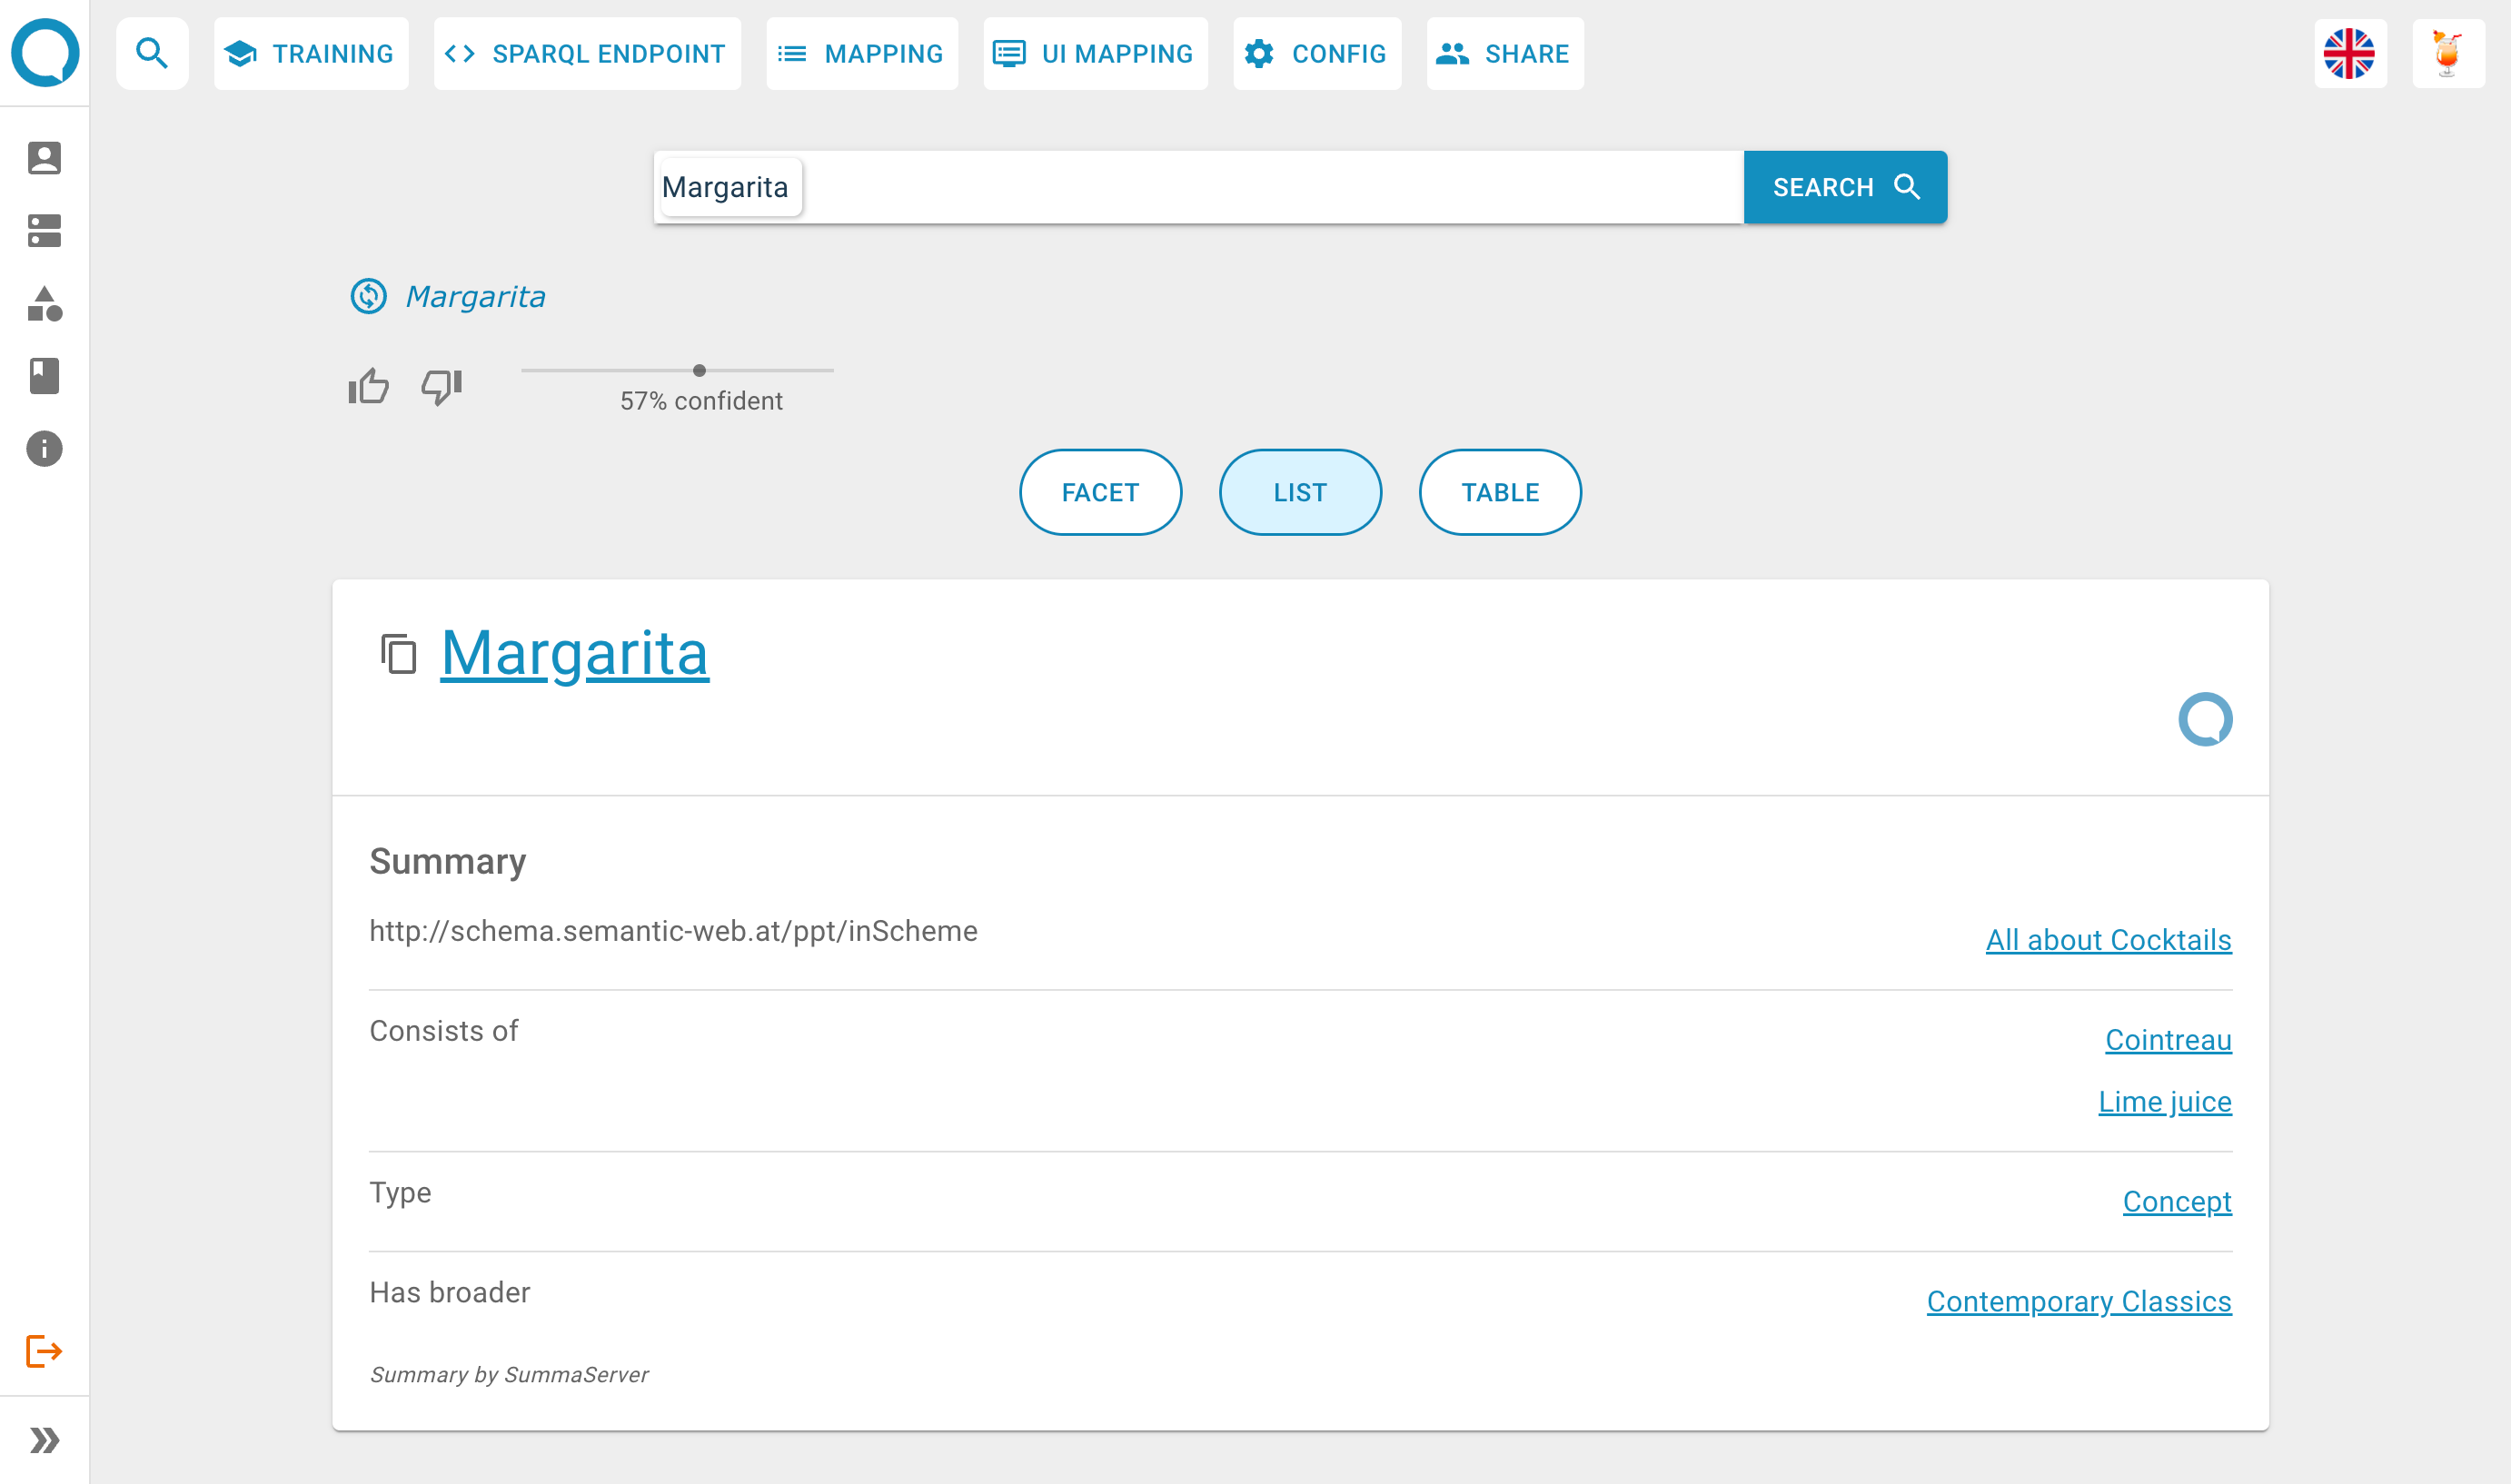 TRAINING
SPARQL ENDPOINT
MAPPING
UI MAPPING
CONFIG
SHARE
Margarita
SEARCH
Margarita
57% confident
FACET
LIST
TABLE
Margarita
Summary
http://schema.semantic-web.at/ppt/inScheme
All about Cocktails
Consists of
Cointreau
Lime juice
Type
Concept
Has broader
Contemporary Classics
Summary by SummaServer